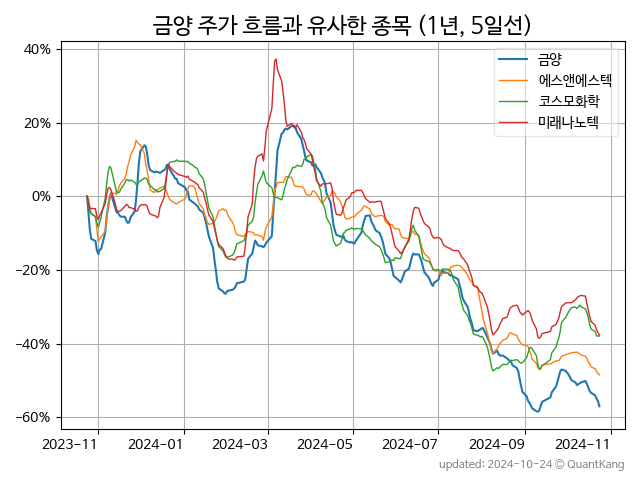 금양 주가 흐름과 유사한 종목 (1년, 5일선)
금양
에스앤에스텍
코스모화학
미래나노텍
40%
20%
0%
−20%
−40%
−60%
2023-11
2024-01
2024-03
2024-05
2024-07
2024-09
2024-11
updated: 2024-10-24 © QuantKang